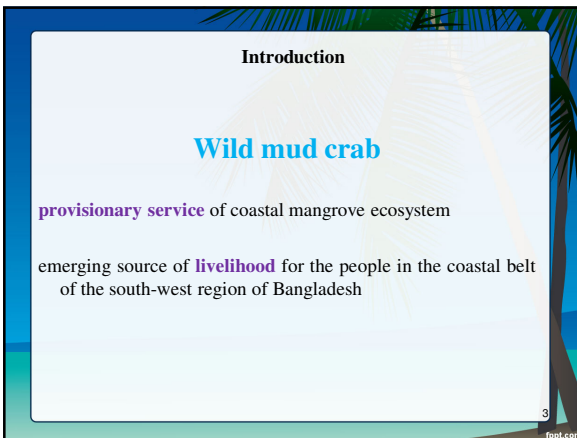 Introduction
Wild mud crab
provisionary service of coastal mangrove ecosystem
emerging source of livelihood for the people in the coastal belt
of the south-west region of Bangladesh
3
fppt.com